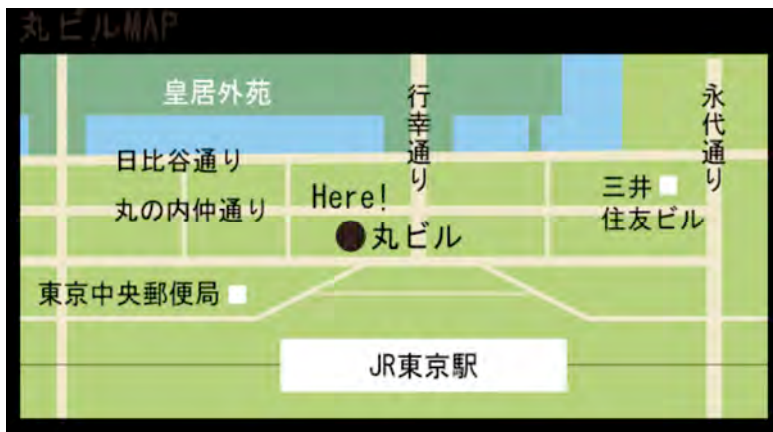 丸ビルMAP
皇居外苑
行幸通り
永代通り
日比谷通り
三井
住友ビル
丸の内仲通り
Here!
丸ビル
東京中央郵便局
JR東京駅